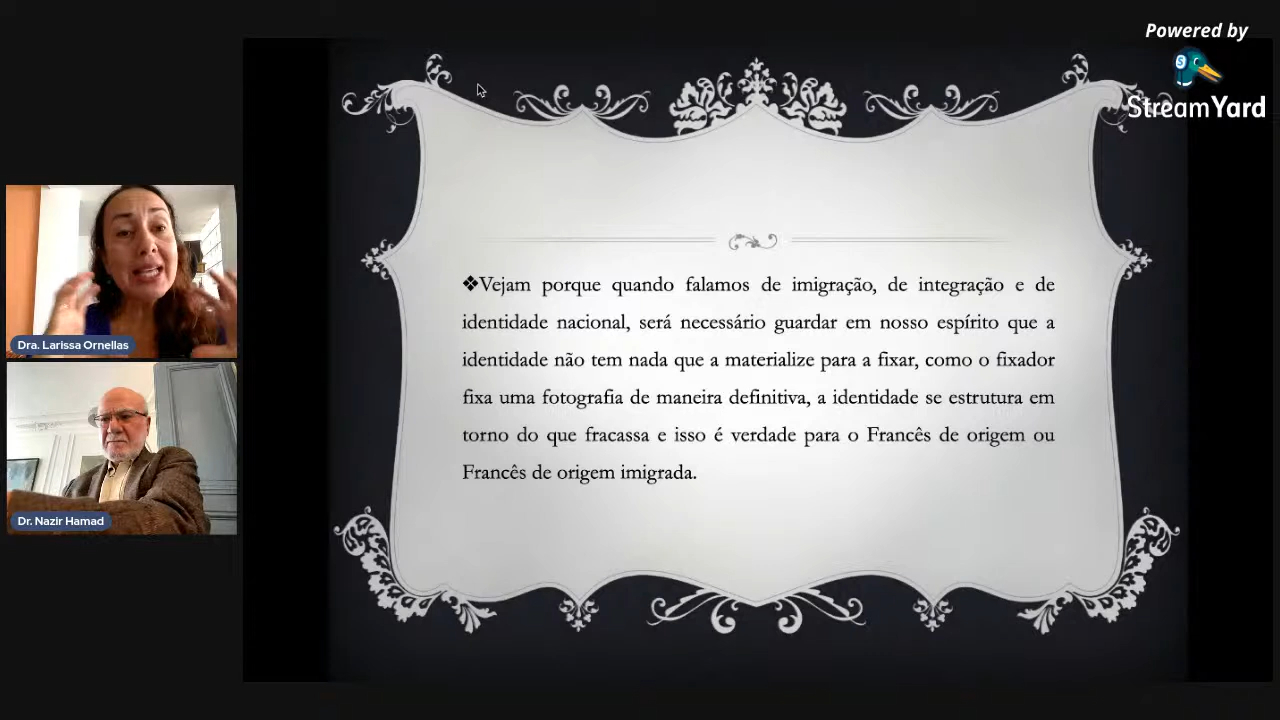 Powered by
StreamYard
❖Vejam porque quando falamos de imigração, de integração e de
identidade nacional, será necessário guardar em nosso espírito que a
identidade não tem nada que a materialize para a fixar, como o fixador
fixa uma fotografia de maneira definitiva, a identidade se estrutura em
torno do que fracassa e isso é verdade para o Francês de origem ou
Francês de origem imigrada.
Dra. Larissa Ornellas
Dr. Nazir Hamad